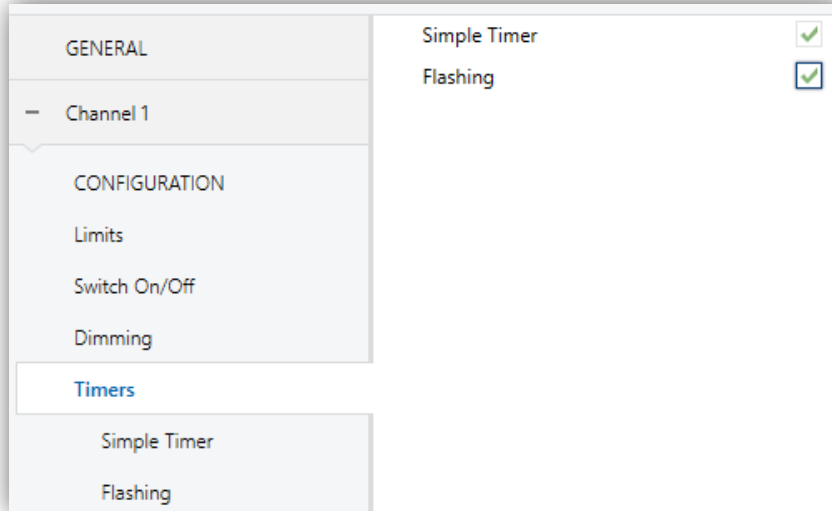 GENERAL
Channel 1
CONFIGURATION
Limits
Switch On/Off
Dimming
Timers
Simple Timer
Flashing
Simple Timer
Flashing